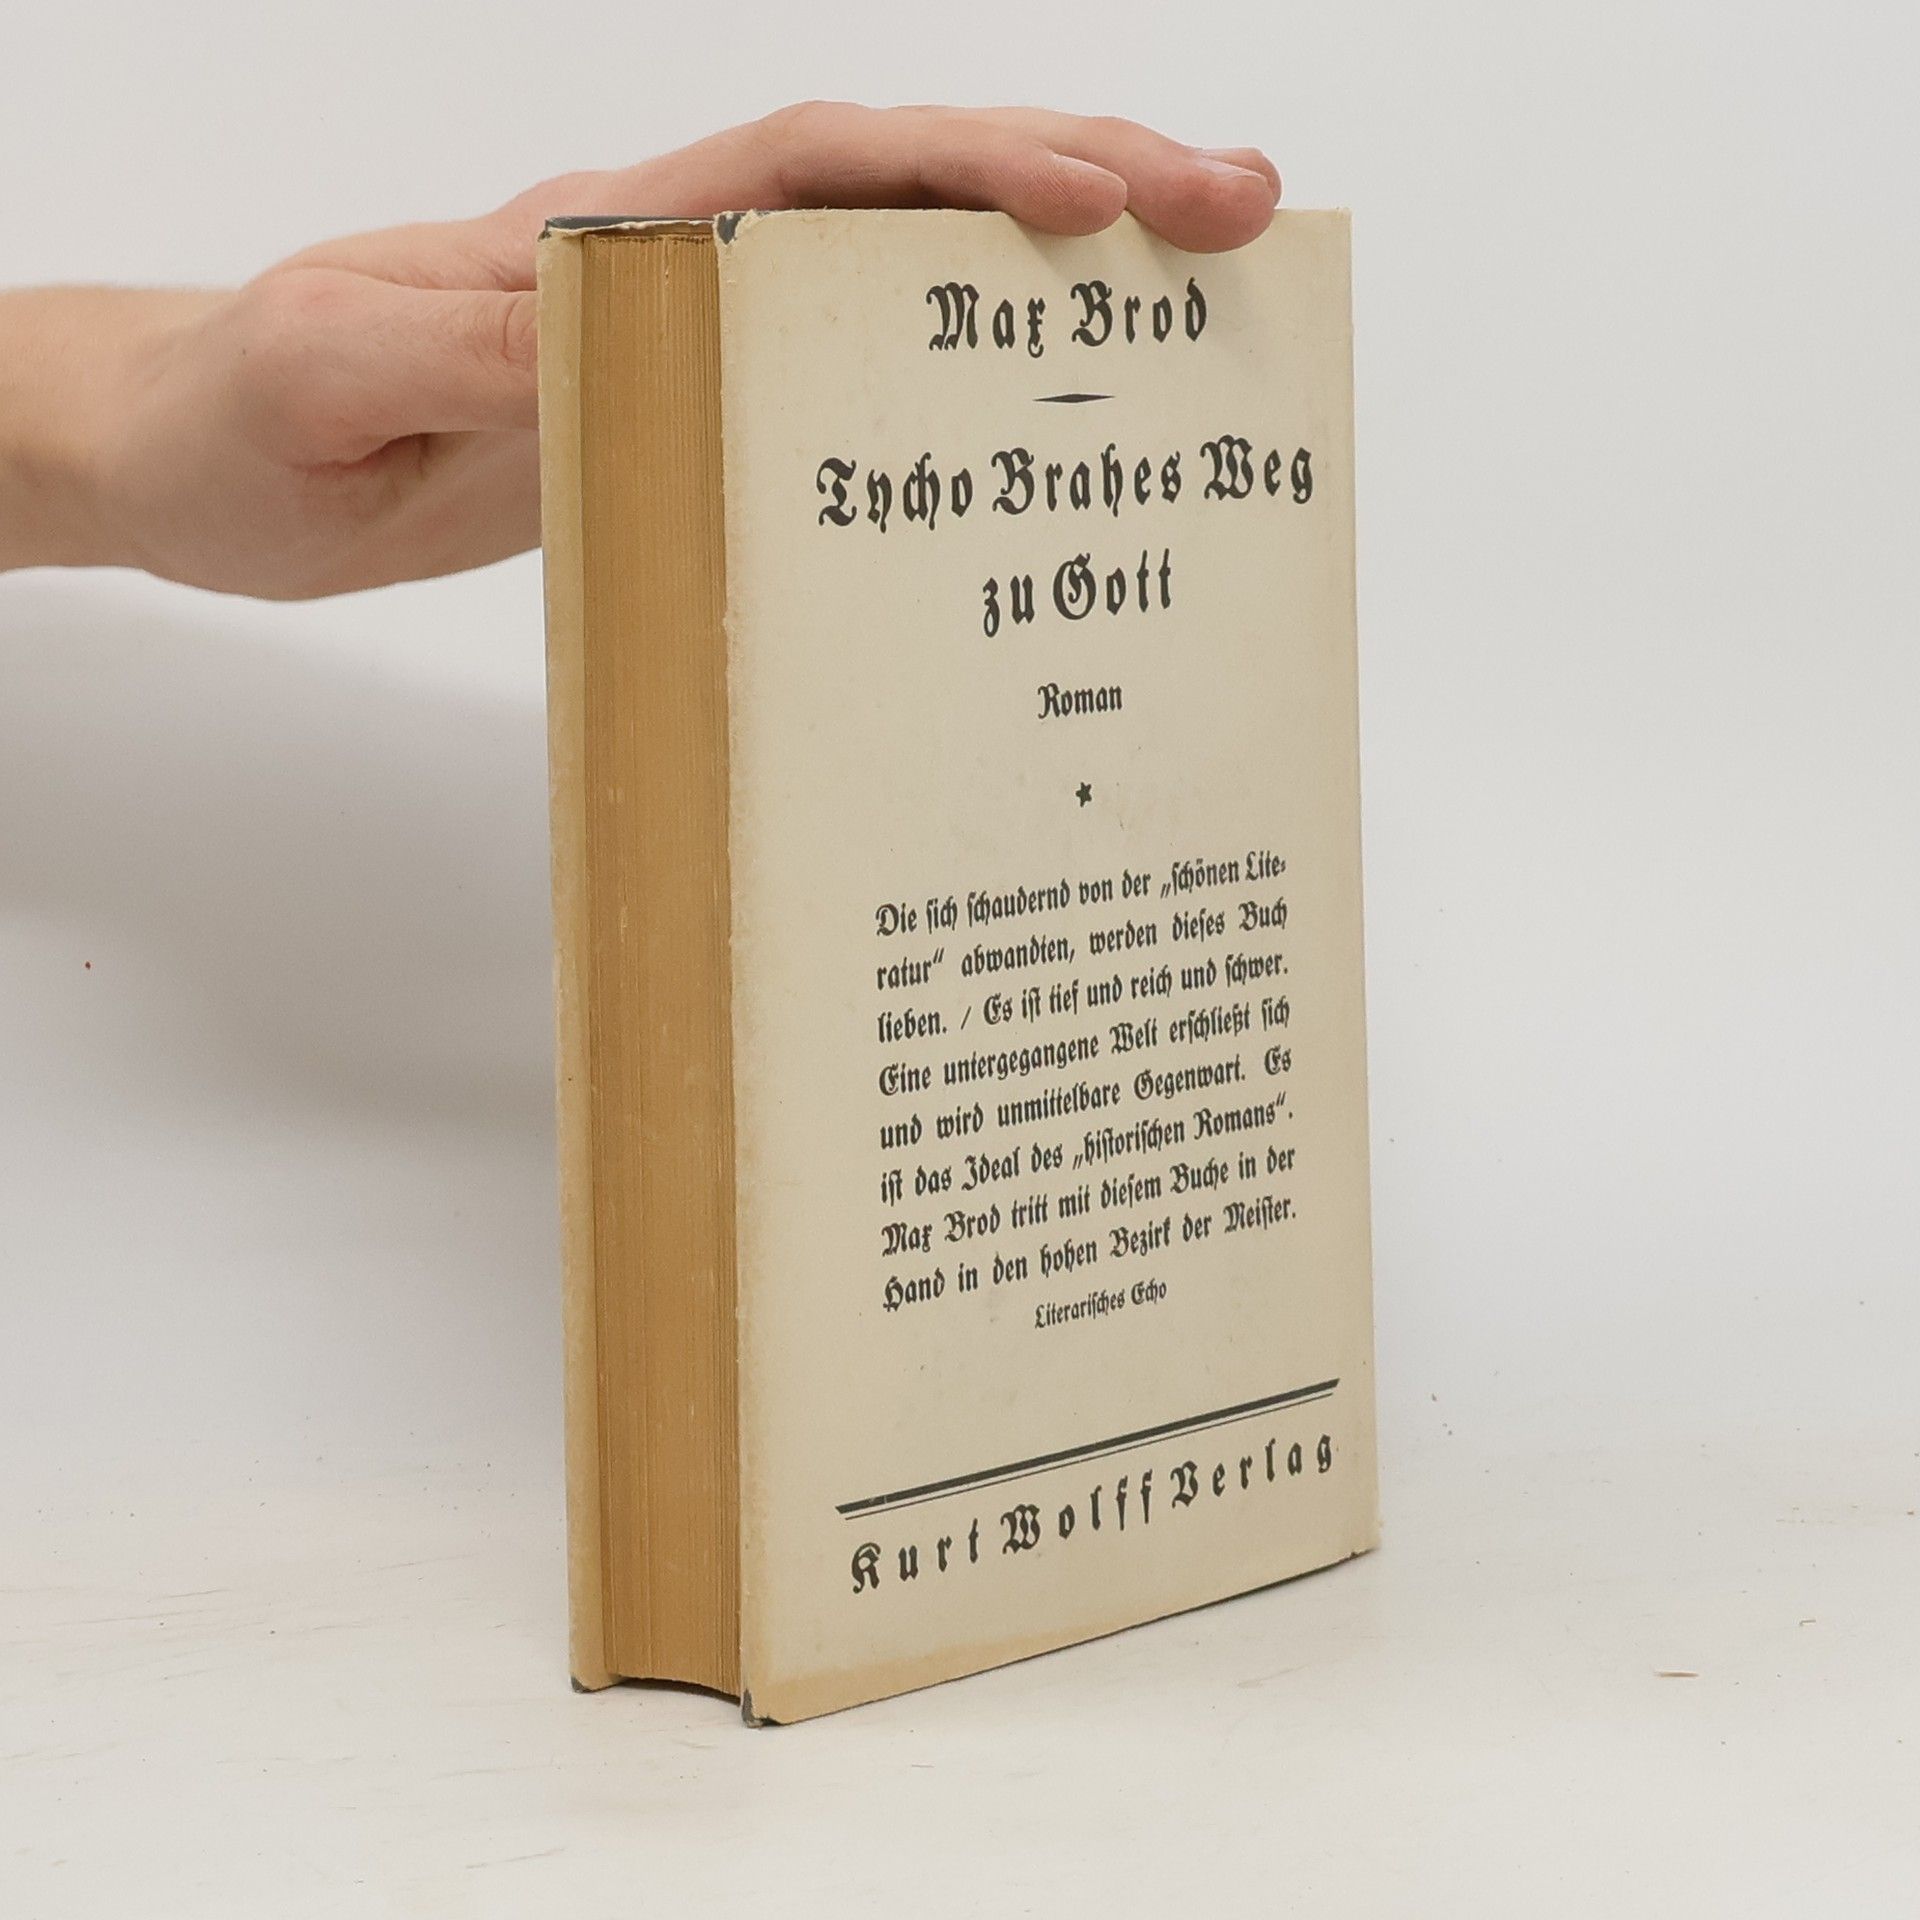 Max Brod
Tycho Brahes Weg
zu Gott
Roman
Die sich schaudernd von der „schönen Lite-
ratur“ abwandten, werden dieses Buch
lieben. / Es ist tief und reich und schwer.
Eine untergegangene Welt erschließt sich
und wird unmittelbare Gegenwart. Es
ist das Ideal des „historischen Romans“.
Max Brod tritt mit diesem Buche in der
Hand in den hohen Bezirk der Meister.
Literarisches Echo
Kurt Wolff Verlag